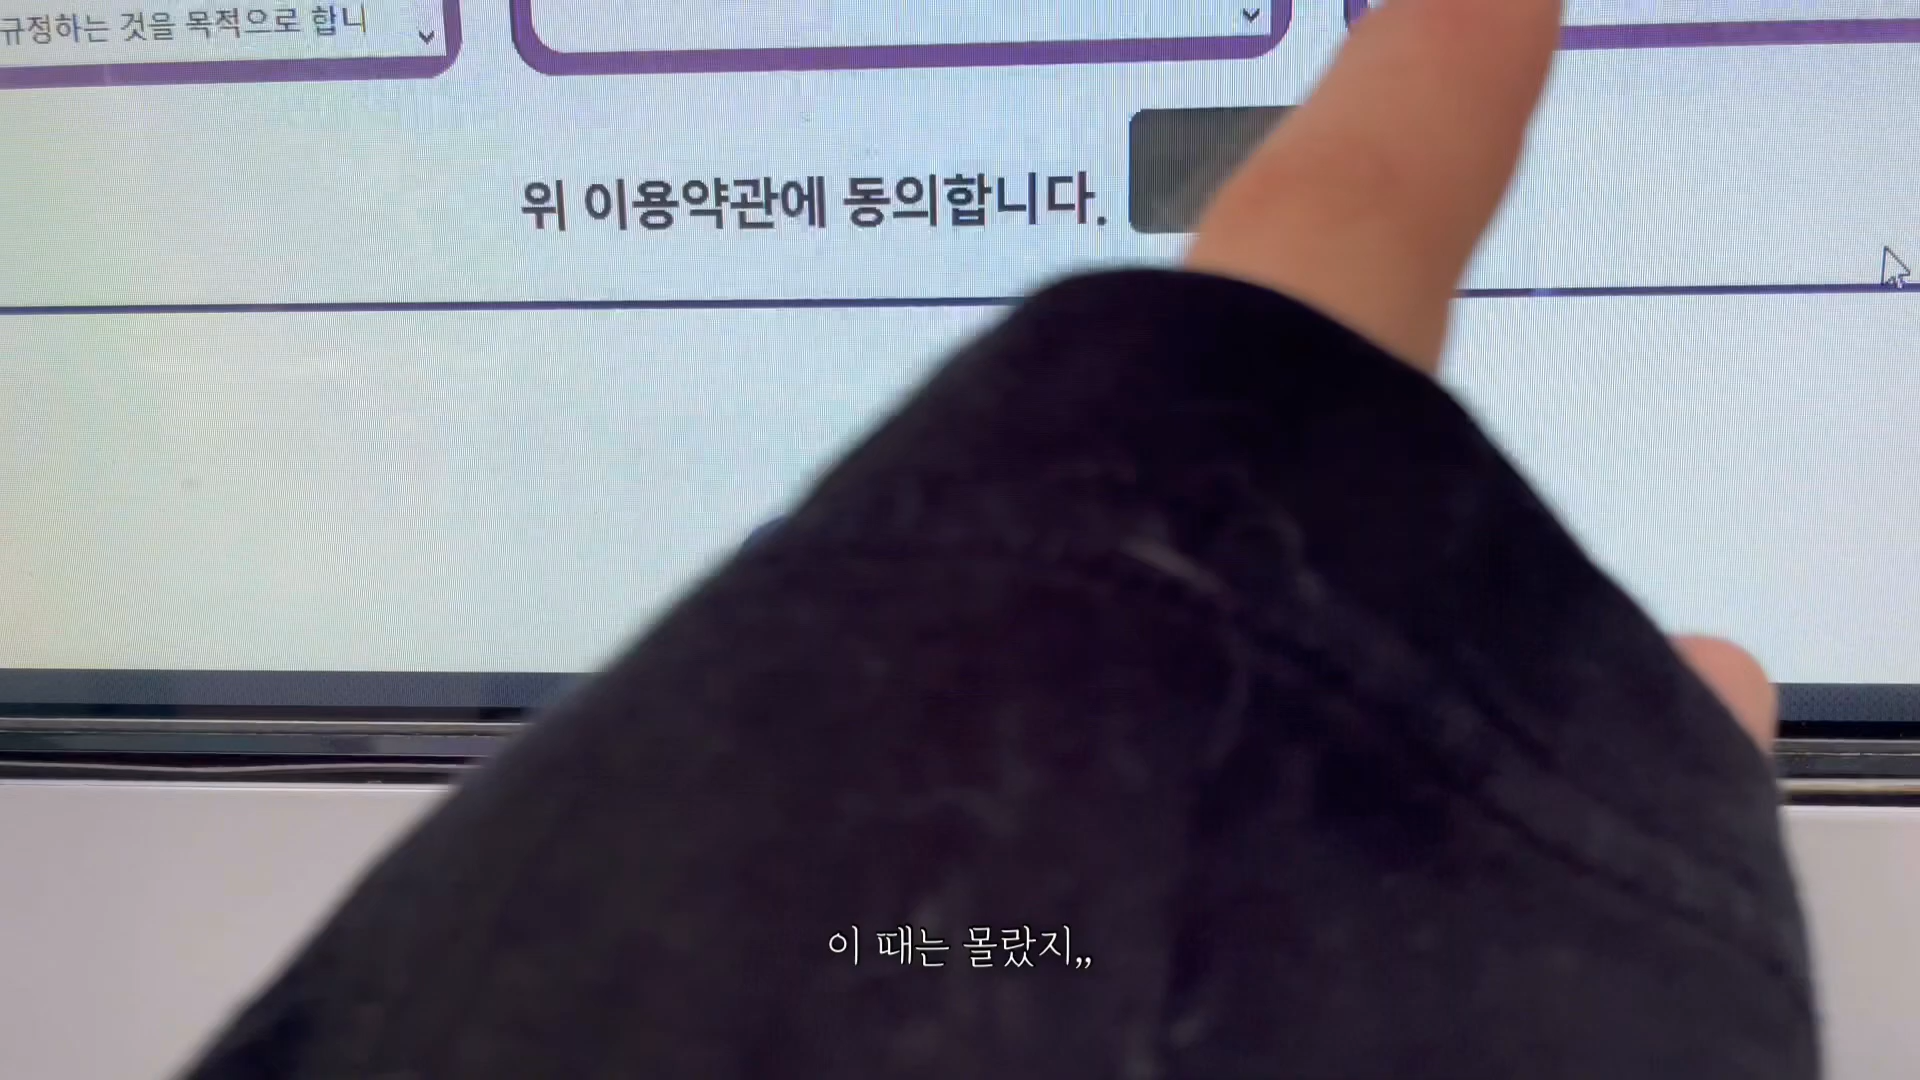 규정하는 것을 목적으로 합니
위 이용약관에 동의합니다.
이 때는 몰랐지,,